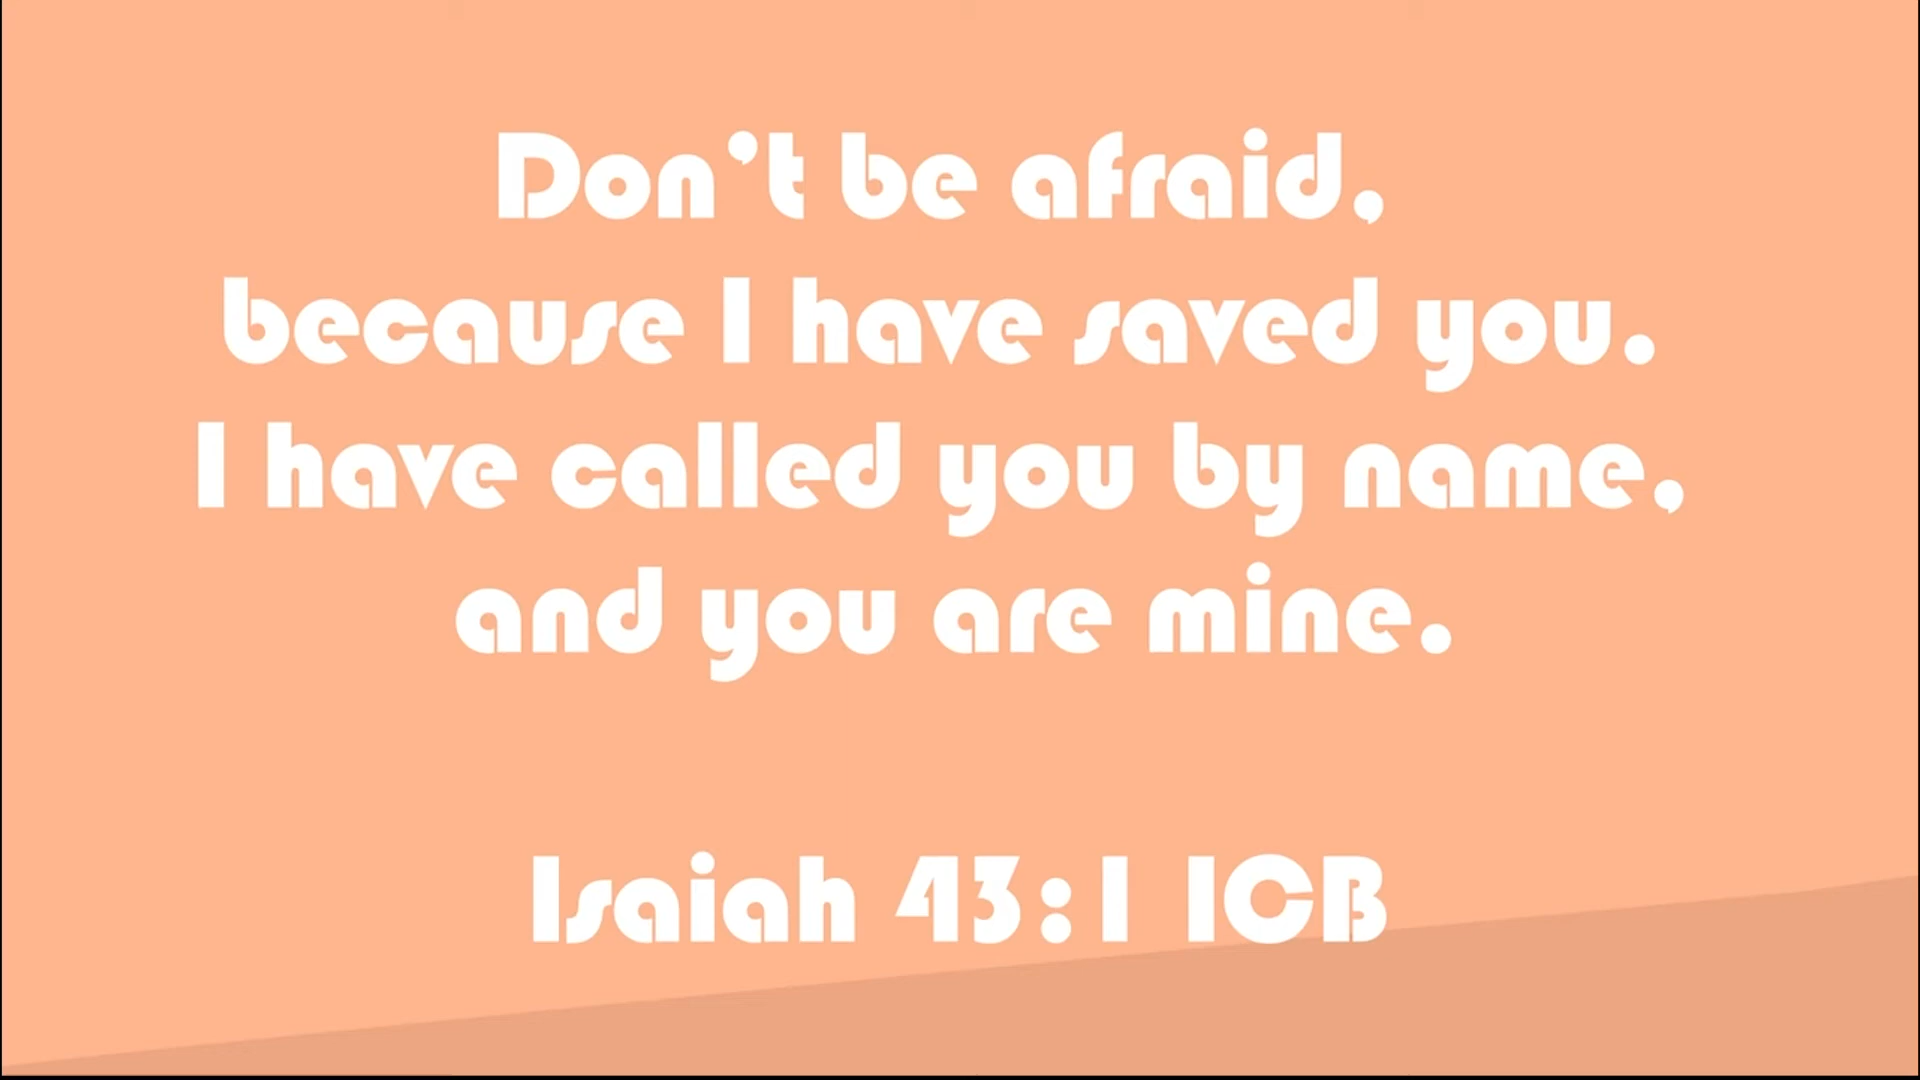 Don’t be afraid,
because I have saved you.
I have called you by name,
and you are mine.
Isaiah 43:1 ICB